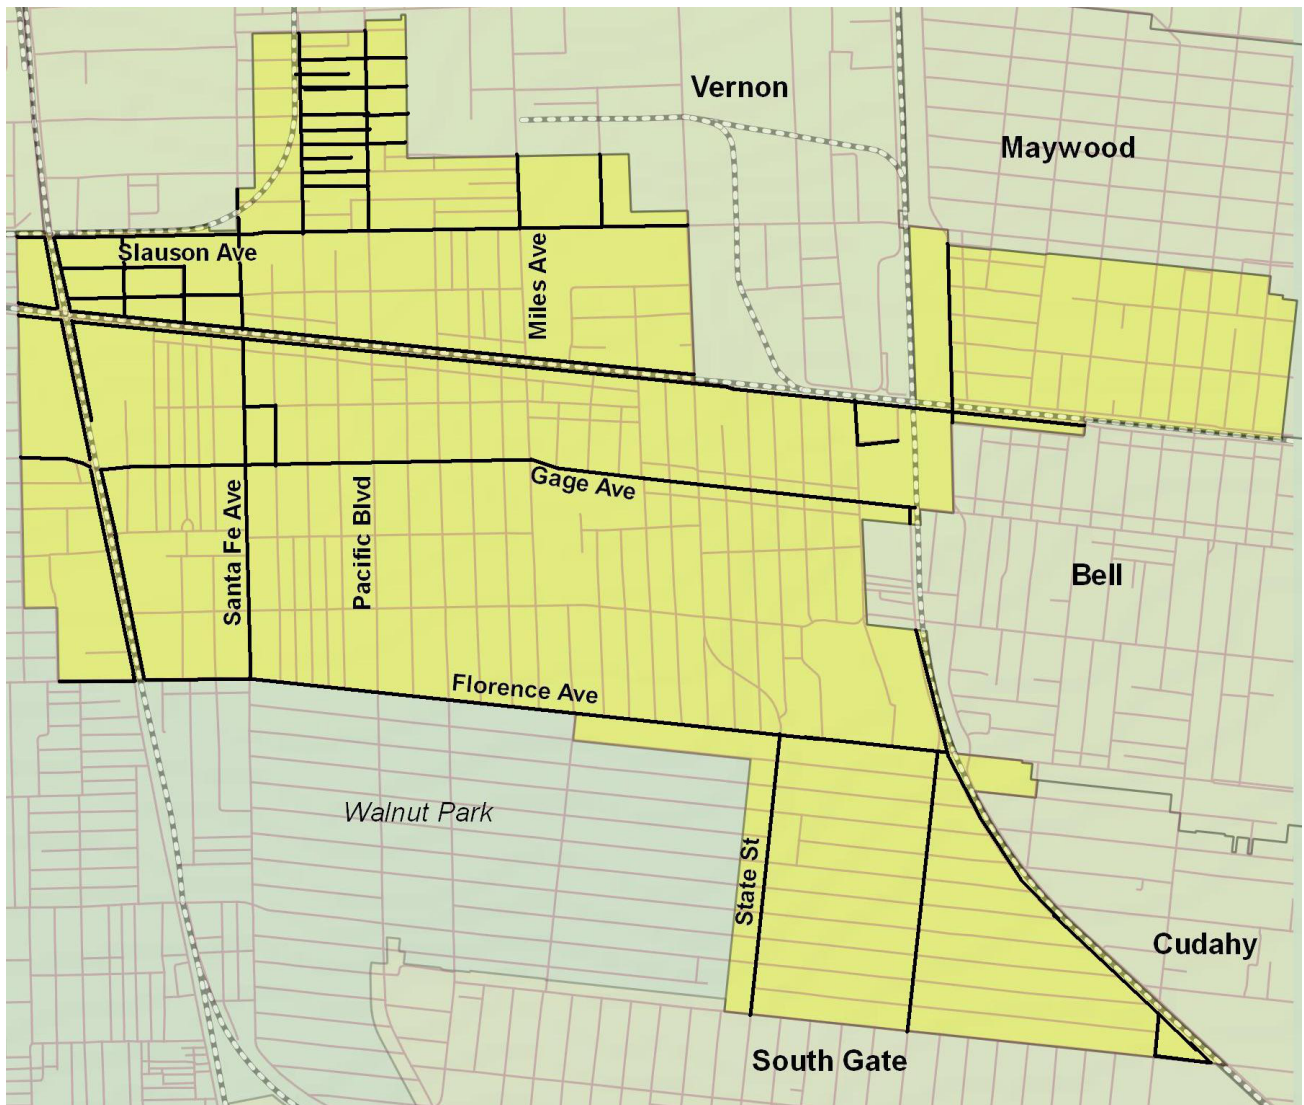 Vernon
Maywood
Slauson Ave
Miles Ave
Gage Ave
Santa Fe Ave
Pacific Blvd
Bell
Florence Ave
Walnut Park
State St
Cudahy
South Gate